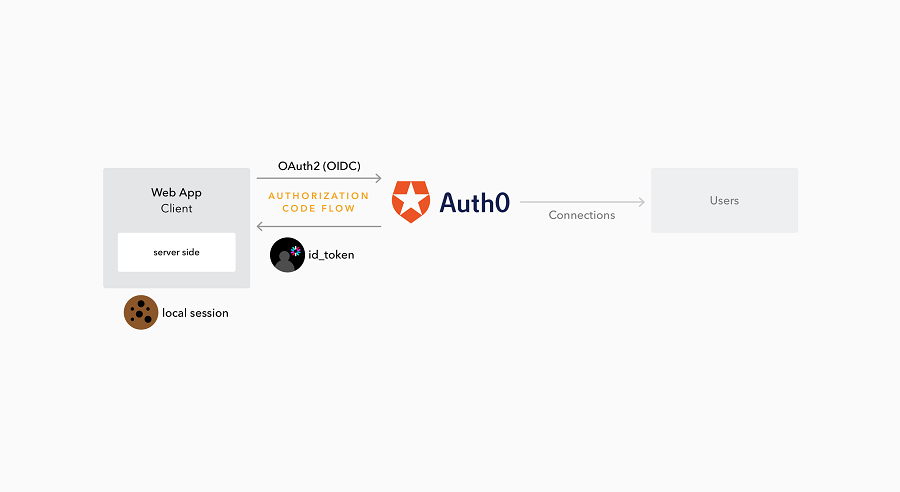 OAuth2 (OIDC)
Web App
Client
server side
AUTHORIZATION
CODE FLOW
id_token
local session
Auth0
Connections
Users